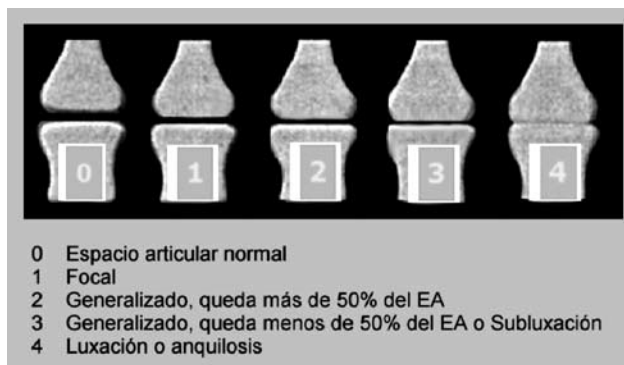 0 1 2 3 4
0 Espacio articular normal
1 Focal
2 Generalizado, queda más de 50% del EA
3 Generalizado, queda menos de 50% del EA o Subluxación
4 Luxación o anquilosis